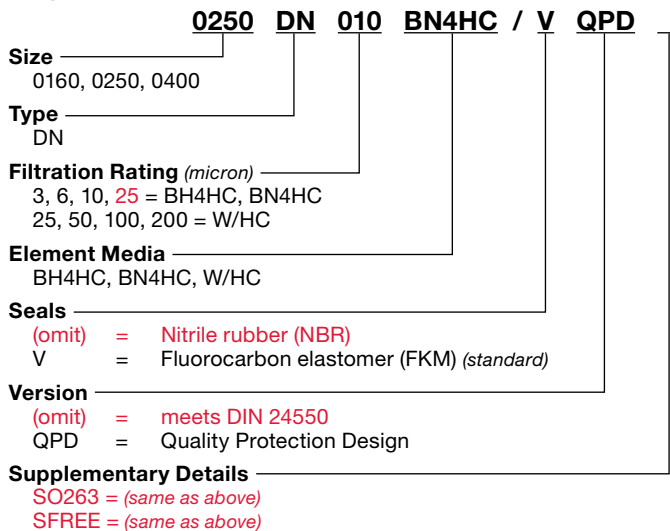 0250 DN 010 BN4HC / V QPD
Size
0160, 0250, 0400
Type
DN
Filtration Rating (micron)
3, 6, 10, 25 = BH4HC, BN4HC
25, 50, 100, 200 = W/HC
Element Media
BH4HC, BN4HC, W/HC
Seals
(omit) = Nitrile rubber (NBR)
V = Fluorocarbon elastomer (FKM) (standard)
Version
(omit) = meets DIN 24550
QPD = Quality Protection Design
Supplementary Details
SO263 = (same as above)
SFREE = (same as above)